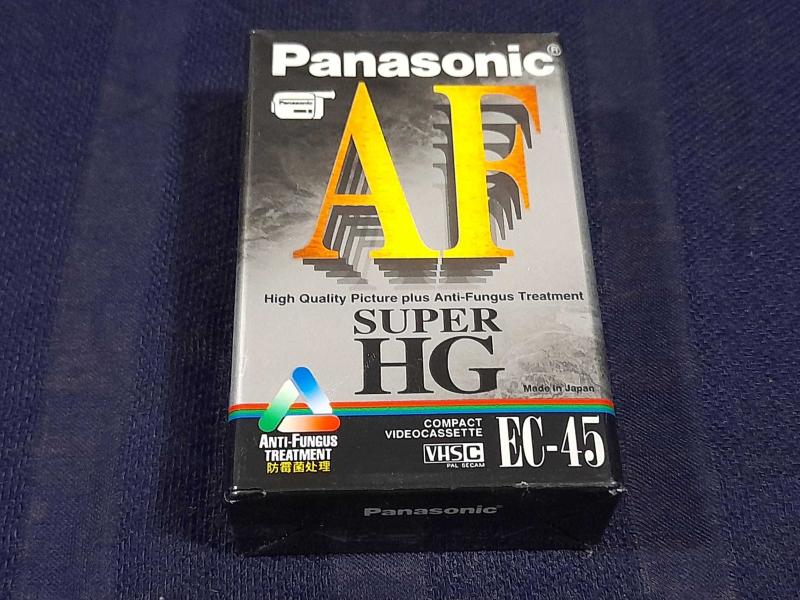 Panasonic®
Panasonic
AF
High Quality Picture plus Anti-Fungus Treatment
SUPER
HG
Made in Japan
ANTI-FUNGUS
TREATMENT
防霉菌处理
COMPACT
VIDEOCASSETTE
VHS C
PAL SECAM
EC-45
Panasonic